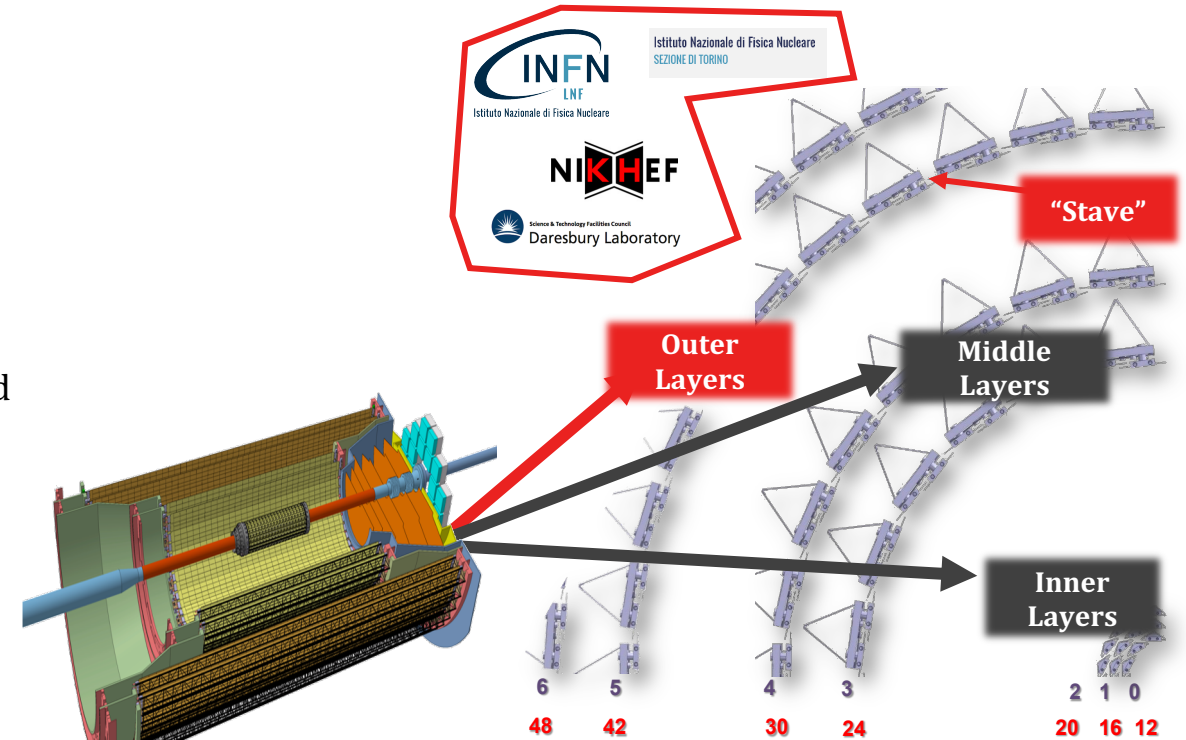 INFN
LNF
Istituto Nazionale di Fisica Nucleare
Istituto Nazionale di Fisica Nucleare
SEZIONE DI TORINO
NIKHEF
Science & Technology Facilities Council
Daresbury Laboratory
“Stave”
Outer
Layers
Middle
Layers
d
Inner
Layers
6 5 4 3 2 1 0
48 42 30 24 20 16 12